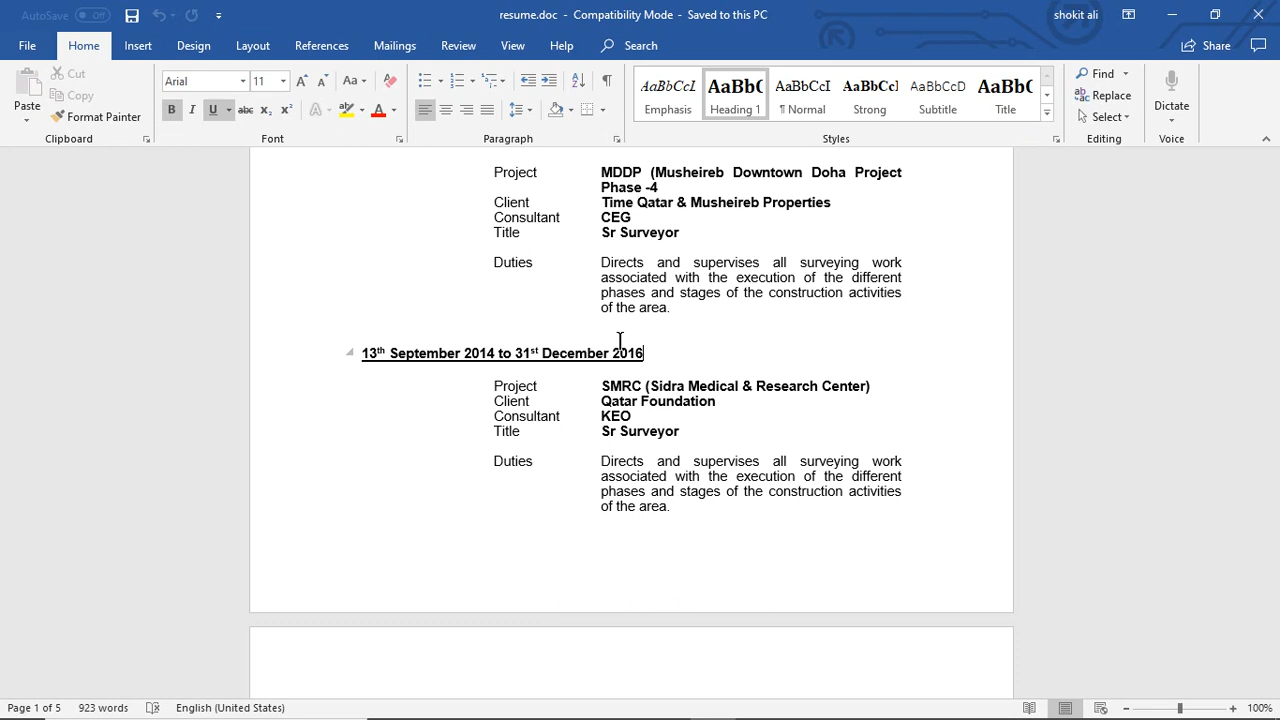 AutoSave Off resume.doc - Compatibility Mode - Saved to this PC shokit ali
File Home Insert Design Layout References Mailings Review View Help Search Share
Paste Cut Copy Format Painter
Arial 11
AaBbCcI AaBb( AaBbCcI AaBbCc AaBbCcD AaBb(
Emphasis Heading 1 ¶ Normal Strong Subtitle Title
Find Replace Select
Dictate
Clipboard Font Paragraph Styles Editing Voice
Project MDDP (Musheireb Downtown Doha Project
Phase -4
Client Time Qatar & Musheireb Properties
Consultant CEG
Title Sr Surveyor
Duties Directs and supervises all surveying work
associated with the execution of the different
phases and stages of the construction activities
of the area.
13th September 2014 to 31st December 2016
Project SMRC (Sidra Medical & Research Center)
Client Qatar Foundation
Consultant KEO
Title Sr Surveyor
Duties Directs and supervises all surveying work
associated with the execution of the different
phases and stages of the construction activities
of the area.
Page 1 of 5 923 words English (United States) 100%